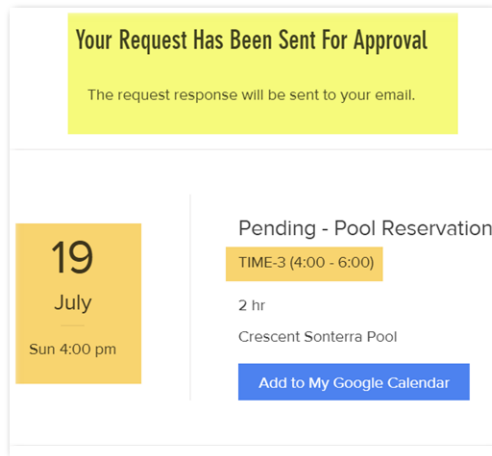 Your Request Has Been Sent For Approval
The request response will be sent to your email.
19
July
Sun 4:00 pm
Pending - Pool Reservation
TIME-3 (4:00 - 6:00)
2 hr
Crescent Sonterra Pool
Add to My Google Calendar